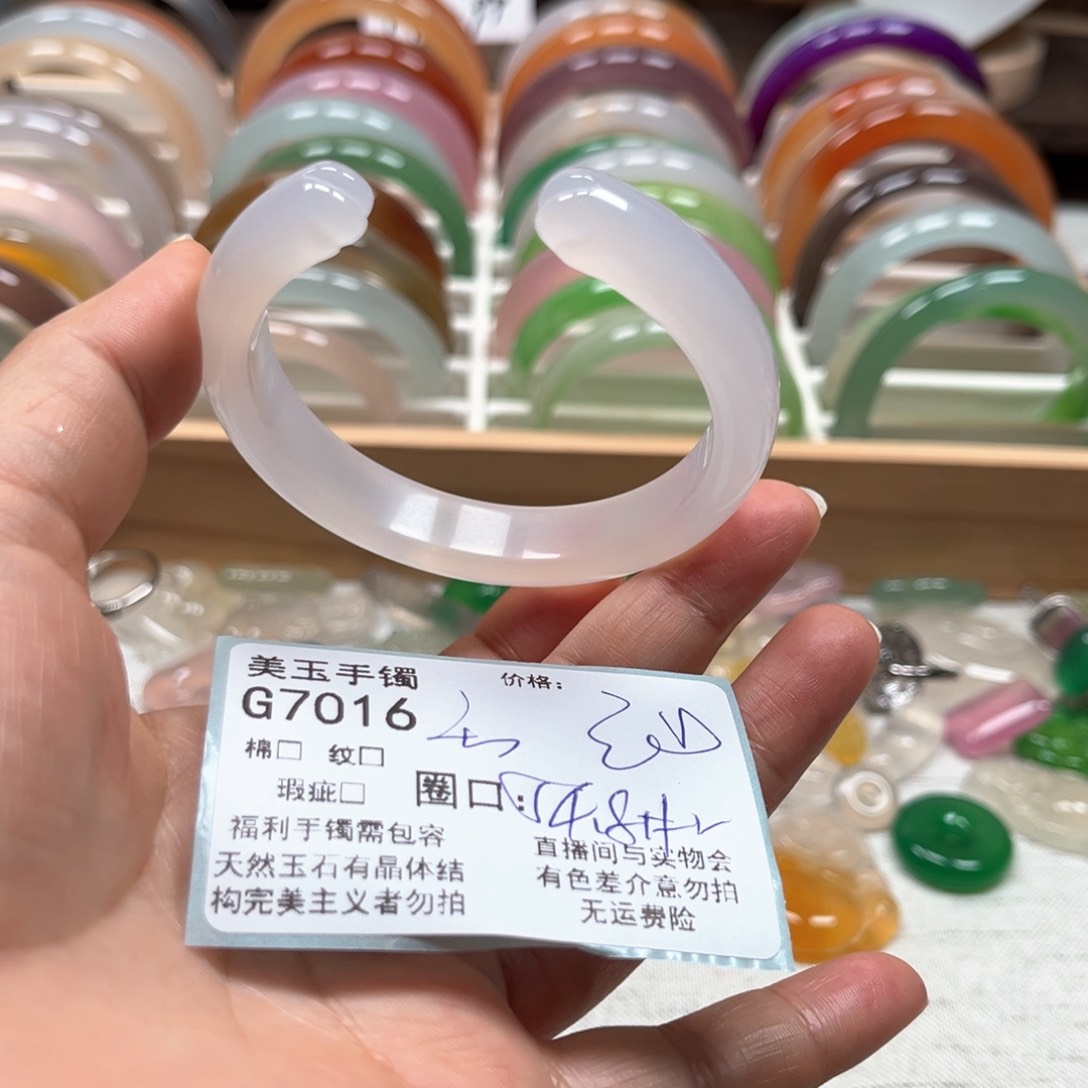 美玉手镯
价格:
G7016
棉□ 纹□
瑕疵□
圈口:
福利手镯需包容
天然玉石有晶体结
构完美主义者勿拍
直播间与实物会
有色差介意勿拍
无运费险